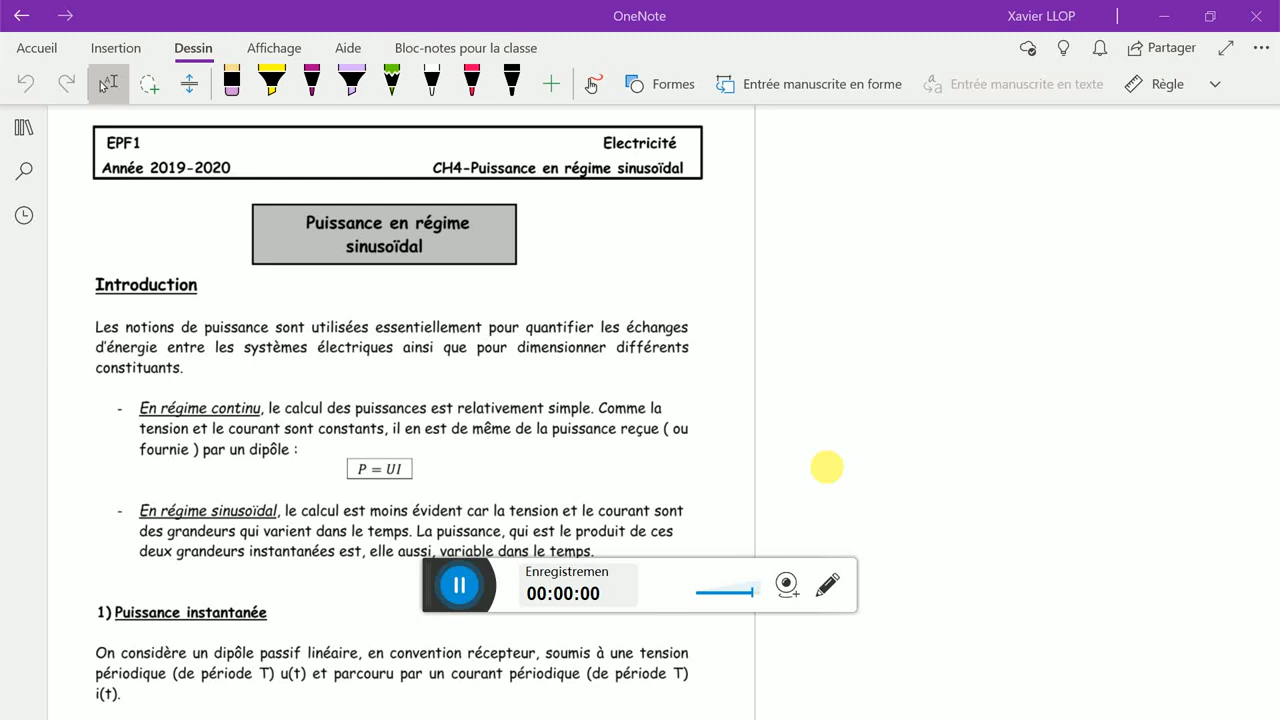 OneNote
Xavier LLOP
Accueil
Insertion
Dessin
Affichage
Aide
Bloc-notes pour la classe
Partager
Formes
Entrée manuscrite en forme
Entrée manuscrite en texte
Règle
EPF1
Electricité
Année 2019-2020
CH4-Puissance en régime sinusoïdal
Puissance en régime
sinusoïdal
Introduction
Les notions de puissance sont utilisées essentiellement pour quantifier les échanges
d'énergie entre les systèmes électriques ainsi que pour dimensionner différents
constituants.
- En régime continu, le calcul des puissances est relativement simple. Comme la
tension et le courant sont constants, il en est de même de la puissance reçue ( ou
fournie ) par un dipôle :
P = UI
- En régime sinusoïdal, le calcul est moins évident car la tension et le courant sont
des grandeurs qui varient dans le temps. La puissance, qui est le produit de ces
deux grandeurs instantanées est, elle aussi, variable dans le temps.
Enregistremen
00:00:00
1) Puissance instantanée
On considère un dipôle passif linéaire, en convention récepteur, soumis à une tension
périodique (de période T) u(t) et parcouru par un courant périodique (de période T)
i(t).